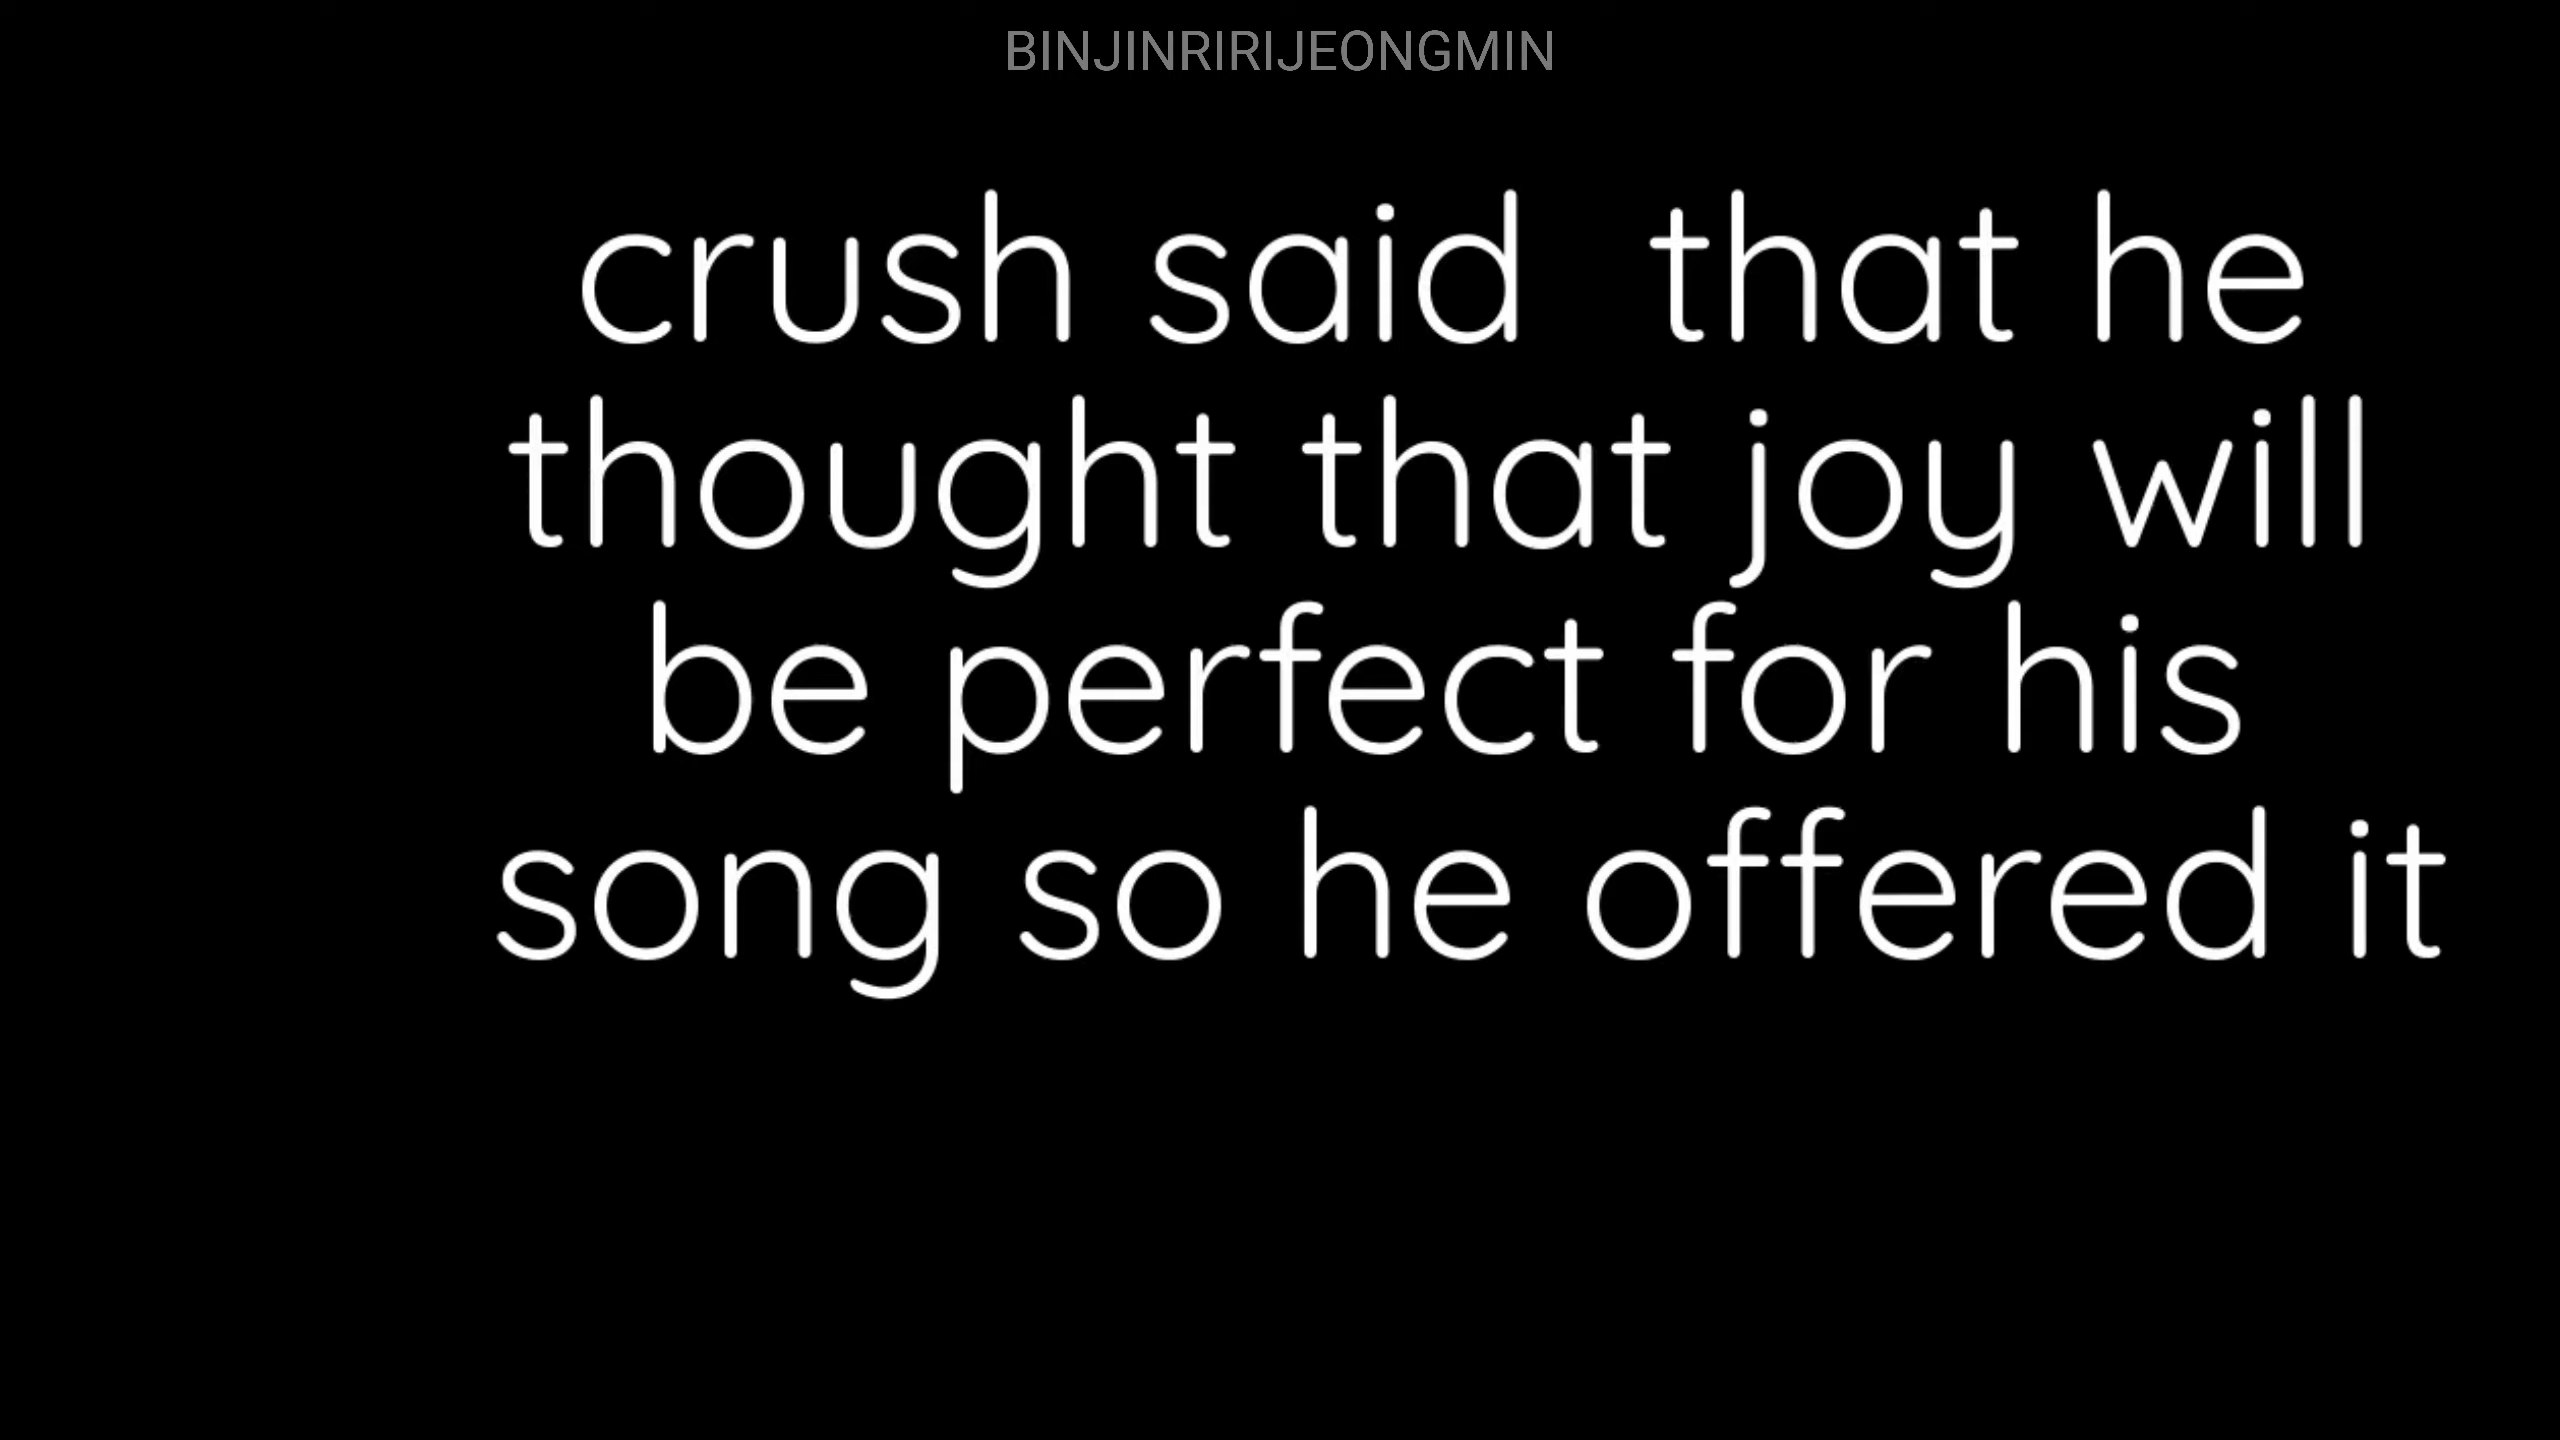 BINJINRIRIJEONGMIN
crush said  that he
thought that joy will
be perfect for his
song so he offered it